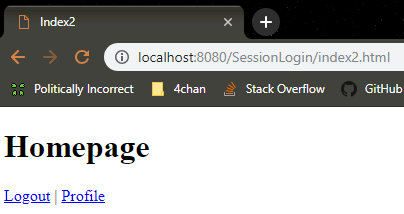 Index2
localhost:8080/SessionLogin/index2.html
Politically Incorrect 4chan Stack Overflow GitHub
Homepage
Logout | Profile